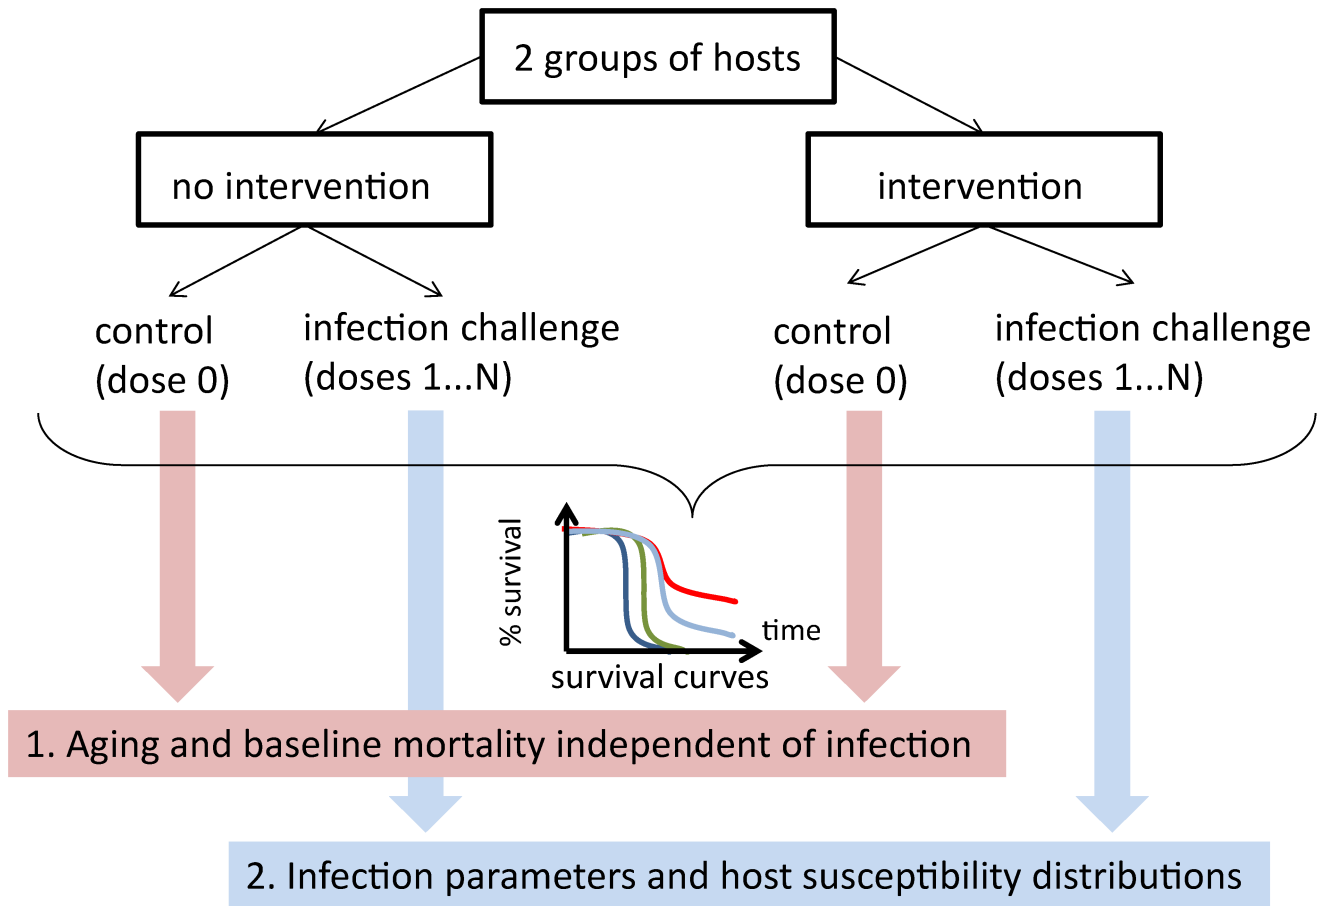 2 groups of hosts
no intervention
intervention
control
(dose 0)
infection challenge
(doses 1...N)
control
(dose 0)
infection challenge
(doses 1...N)
% survival
time
survival curves
1. Aging and baseline mortality independent of infection
2. Infection parameters and host susceptibility distributions